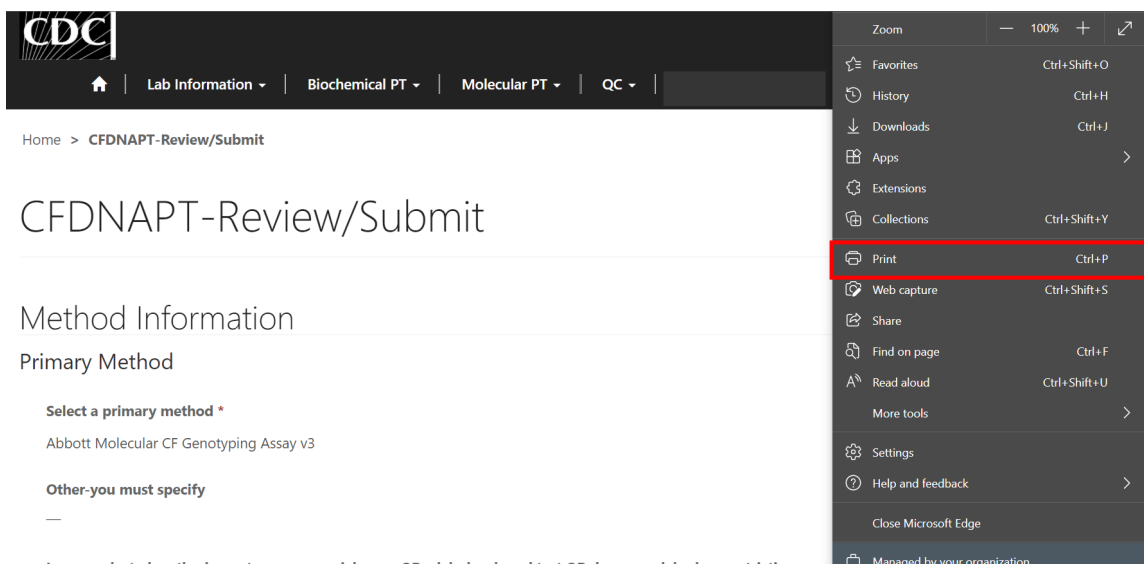 CDC
Lab Information
Biochemical PT
Molecular PT
QC
Home > CFDNAPT-Review/Submit
CFDNAPT-Review/Submit
Method Information
Primary Method
Select a primary method *
Abbott Molecular CF Genotyping Assay v3
Other-you must specify
—
Zoom — 100% +
Favorites Ctrl+Shift+O
History Ctrl+H
Downloads Ctrl+J
Apps
Extensions
Collections Ctrl+Shift+Y
Print Ctrl+P
Web capture Ctrl+Shift+S
Share
Find on page Ctrl+F
Read aloud Ctrl+Shift+U
More tools
Settings
Help and feedback
Close Microsoft Edge
Managed by your organization